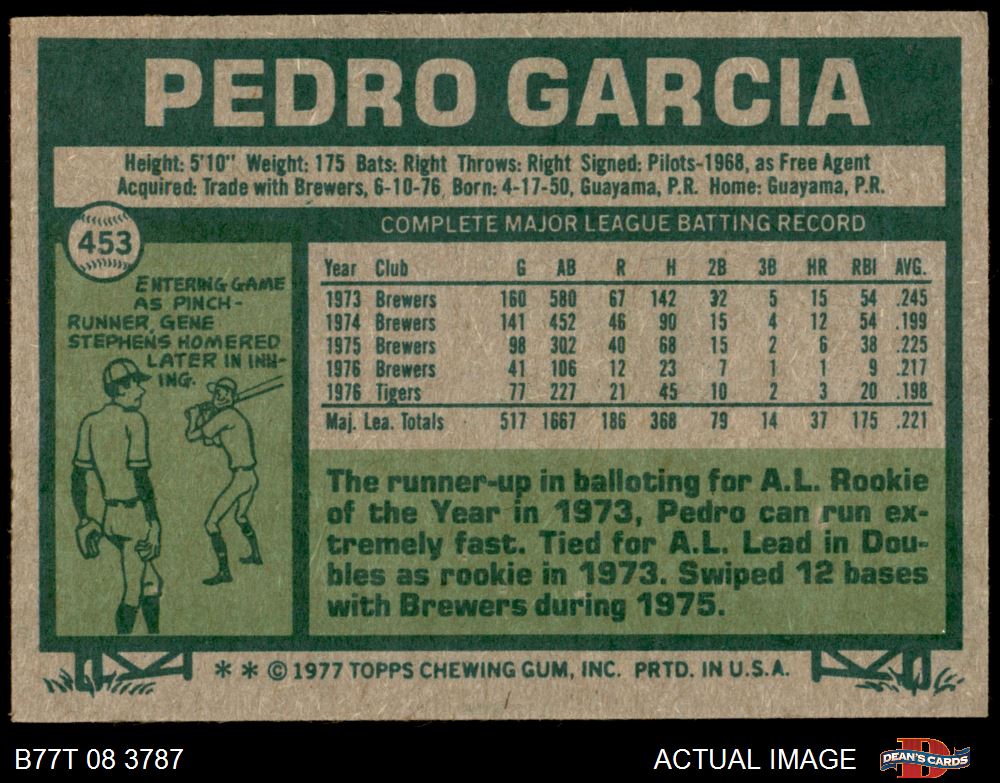 PEDRO GARCIA
Height: 5'10" Weight: 175 Bats: Right Throws: Right Signed: Pilots-1968, as Free Agent
Acquired: Trade with Brewers, 6-10-76, Born: 4-17-50, Guayama, P.R. Home: Guayama, P.R.
453
ENTERING GAME
AS PINCH-
RUNNER, GENE
STEPHENS HOMERED
LATER IN INN-
ING.
COMPLETE MAJOR LEAGUE BATTING RECORD
Year Club G AB R H 2B 3B HR RBI AVG.
1973 Brewers 160 580 67 142 32 5 15 54 .245
1974 Brewers 141 452 46 90 15 4 12 54 .199
1975 Brewers 98 302 40 68 15 2 6 38 .225
1976 Brewers 41 106 12 23 7 1 1 9 .217
1976 Tigers 77 227 21 45 10 2 3 20 .198
Maj. Lea. Totals 517 1667 186 368 79 14 37 175 .221
The runner-up in balloting for A.L. Rookie
of the Year in 1973, Pedro can run ex-
tremely fast. Tied for A.L. Lead in Dou-
bles as rookie in 1973. Swiped 12 bases
with Brewers during 1975.
* * © 1977 TOPPS CHEWING GUM, INC. PRTD. IN U.S.A.
B77T 08 3787
ACTUAL IMAGE
DEAN'S CARDS